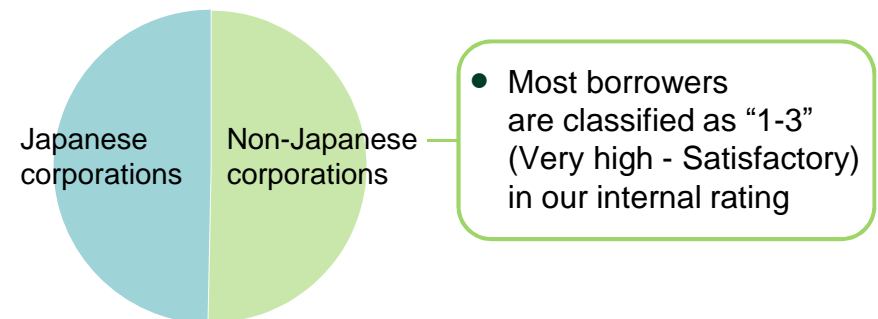 Japanese
corporations
Non-Japanese
corporations
● Most borrowers
are classified as “1-3”
(Very high - Satisfactory)
in our internal rating